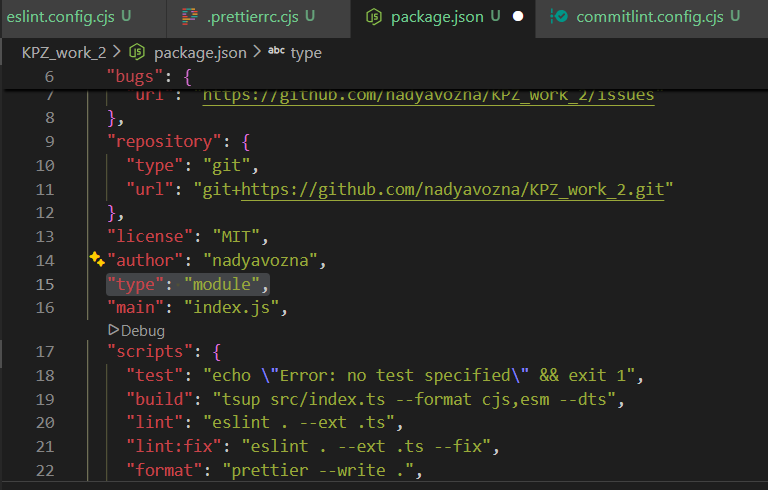 eslint.config.cjs U
.prettierrc.cjs U
package.json U
commitlint.config.cjs U
KPZ_work_2 > package.json > abc type
6 "bugs": {
7 "url": "https://github.com/nadyavozna/KPZ_work_2/issues
8 },
9 "repository": {
10 "type": "git",
11 "url": "git+https://github.com/nadyavozna/KPZ_work_2.git"
12 },
13 "license": "MIT",
14 "author": "nadyavozna",
15 "type": "module",
16 "main": "index.js",
Debug
17 "scripts": {
18 "test": "echo \"Error: no test specified\" && exit 1",
19 "build": "tsup src/index.ts --format cjs,esm --dts",
20 "lint": "eslint . --ext .ts",
21 "lint:fix": "eslint . --ext .ts --fix",
22 "format": "prettier --write .",